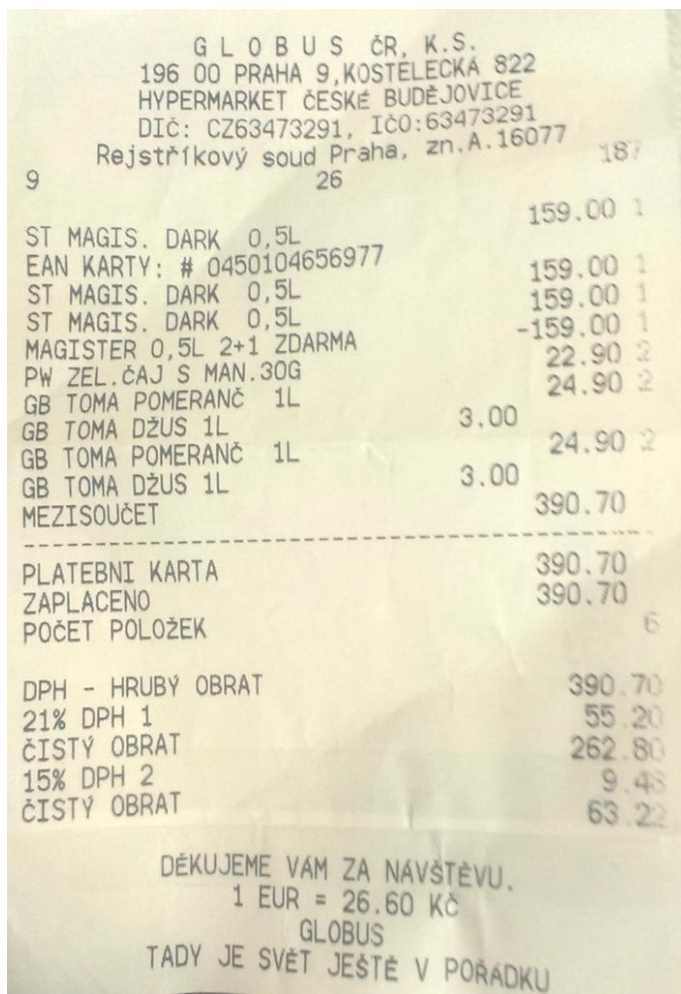 G L O B U S ČR, K.S.
196 00 PRAHA 9,KOSTELECKÁ 822
HYPERMARKET ČESKÉ BUDĚJOVICE
DIČ: CZ63473291, IČO:63473291
Rejstříkový soud Praha, zn.A.16077
9 26 187
ST MAGIS. DARK 0,5L 159.00 1
EAN KARTY: # 0450104656977
ST MAGIS. DARK 0,5L 159.00 1
ST MAGIS. DARK 0,5L 159.00 1
MAGISTER 0,5L 2+1 ZDARMA -159.00 1
PW ZEL.ČAJ S MAN.30G 22.90 2
GB TOMA POMERANČ 1L 24.90 2
GB TOMA DŽUS 1L 3.00
GB TOMA POMERANČ 1L 24.90 2
GB TOMA DŽUS 1L 3.00
MEZISOUČET 390.70
PLATEBNI KARTA 390.70
ZAPLACENO 390.70
POČET POLOŽEK 6
DPH - HRUBÝ OBRAT 390.70
21% DPH 1 55.20
ČISTÝ OBRAT 262.80
15% DPH 2 9.48
ČISTÝ OBRAT 63.22
DĚKUJEME VÁM ZA NÁVŠTĚVU.
1 EUR = 26.60 KČ
GLOBUS
TADY JE SVĚT JEŠTĚ V POŘÁDKU